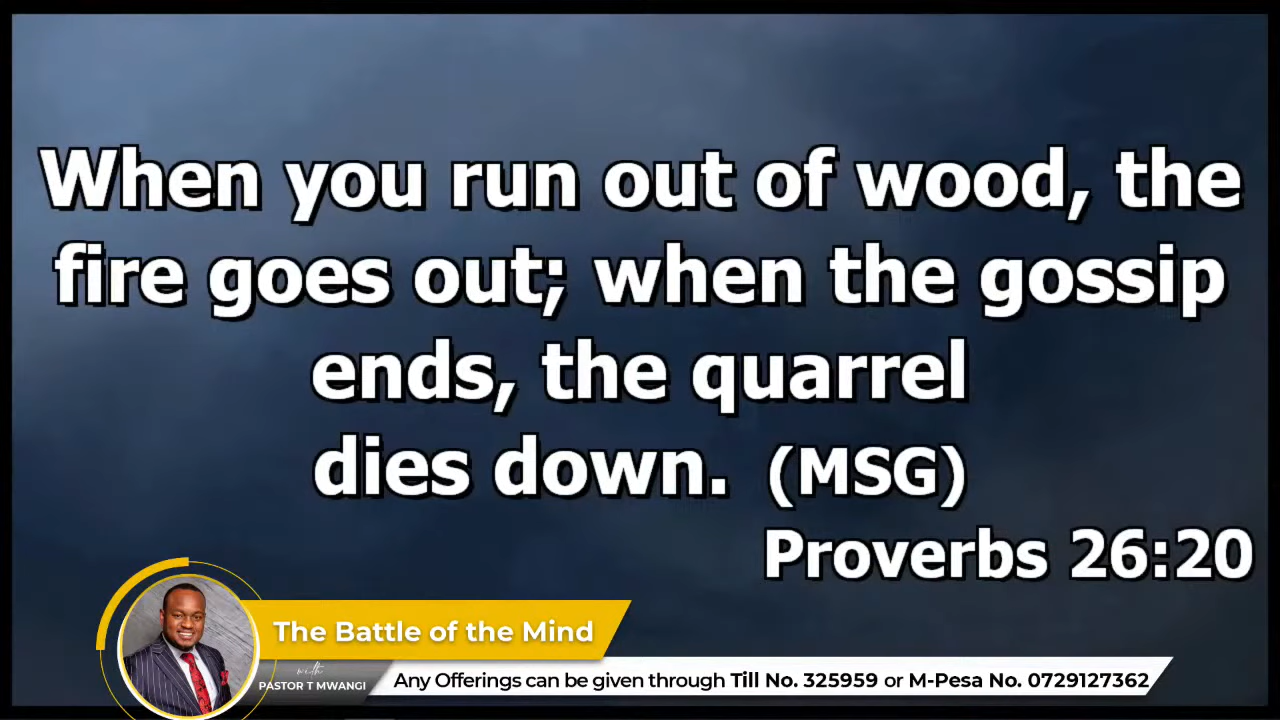 When you run out of wood, the
fire goes out; when the gossip
ends, the quarrel
dies down. (MSG)
Proverbs 26:20
The Battle of the Mind
with
PASTOR T MWANGI
Any Offerings can be given through Till No. 325959 or M-Pesa No. 0729127362